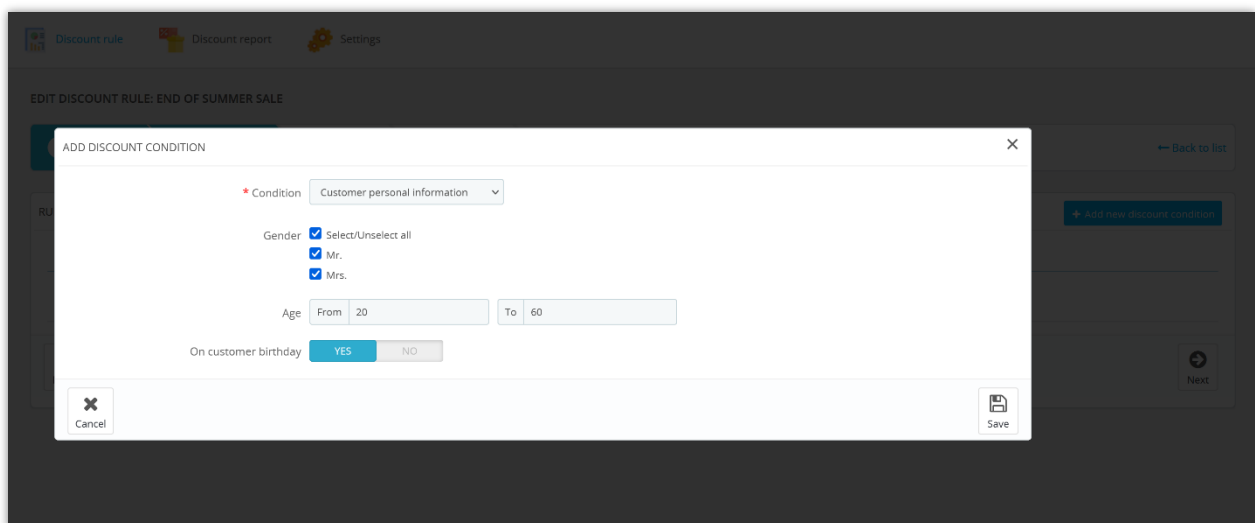 Discount rule Discount report Settings
EDIT DISCOUNT RULE: END OF SUMMER SALE
← Back to list
ADD DISCOUNT CONDITION
* Condition Customer personal information
RU
+ Add new discount condition
Gender Select/Unselect all
Mr.
Mrs.
Age From 20 To 60
On customer birthday YES NO
Next
Cancel
Save